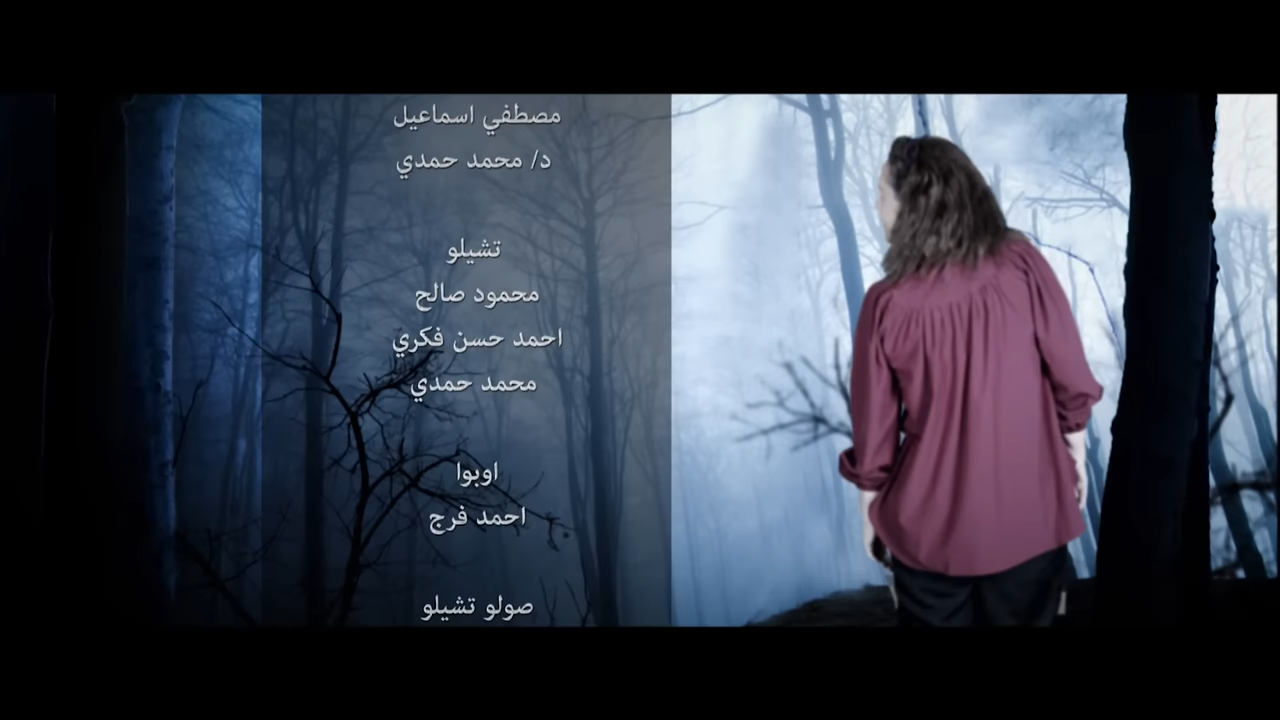 مصطفي اسماعيل
د/ محمد حمدي
تشيلو
محمود صالح
احمد حسن فكري
محمد حمدي
اوبوا
احمد فرج
صولو تشيلو